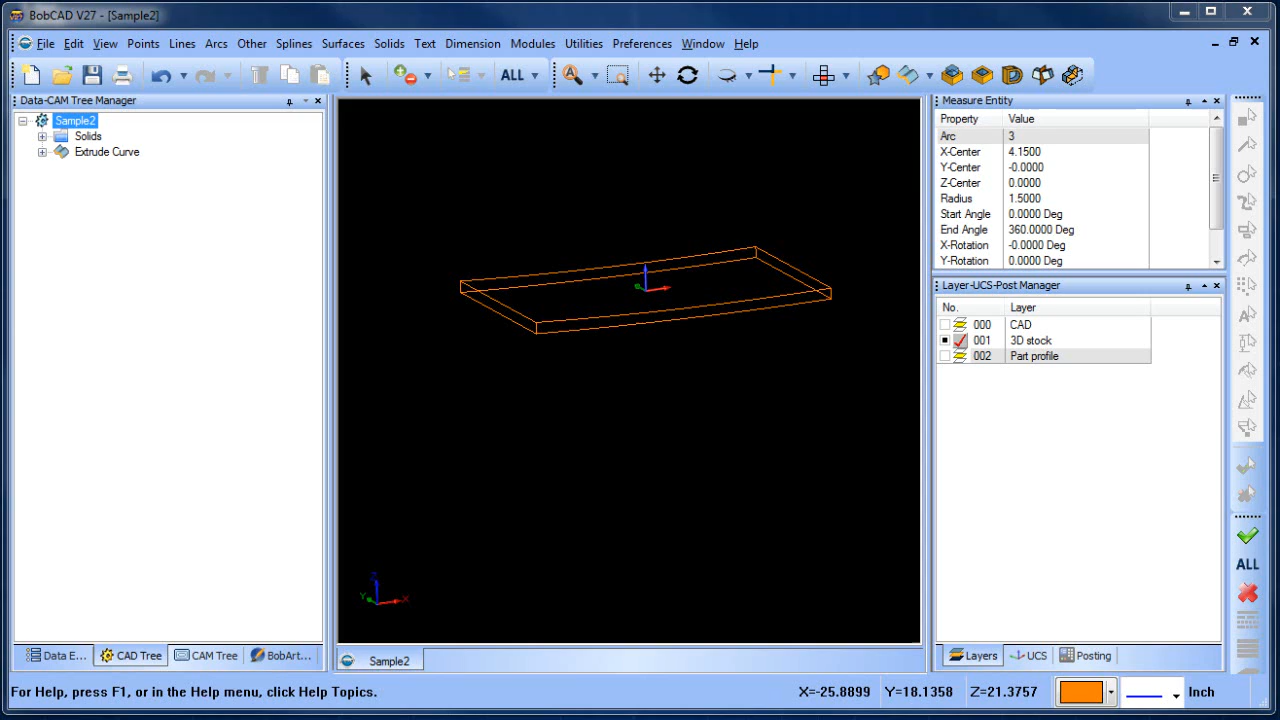 BobCAD V27 - [Sample2]
File Edit View Points Lines Arcs Other Splines Surfaces Solids Text Dimension Modules Utilities Preferences Window Help
ALL
Data-CAM Tree Manager
Sample2
Solids
Extrude Curve
Measure Entity
Property Value
Arc 3
X-Center 4.1500
Y-Center -0.0000
Z-Center 0.0000
Radius 1.5000
Start Angle 0.0000 Deg
End Angle 360.0000 Deg
X-Rotation -0.0000 Deg
Y-Rotation 0.0000 Deg
Layer-UCS-Post Manager
No. Layer
000 CAD
001 3D stock
002 Part profile
Z
Y
X
ALL
Data E... CAD Tree CAM Tree BobArt...
Sample2
Layers UCS Posting
For Help, press F1, or in the Help menu, click Help Topics.
X=-25.8899 Y=18.1358 Z=21.3757 Inch